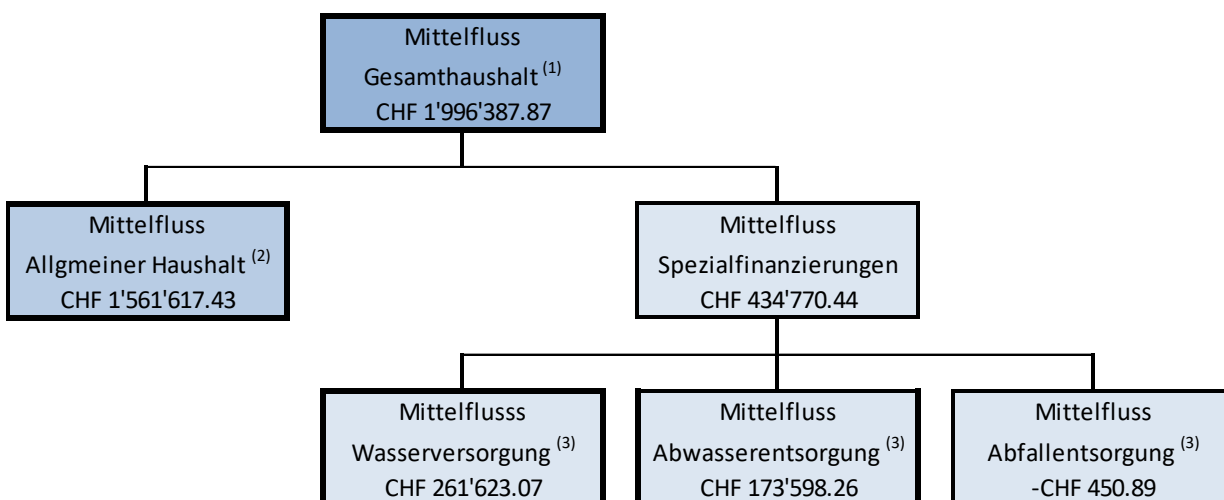 Mittelfluss
Gesamthaushalt (1)
CHF 1'996'387.87
Mittelfluss
Allgmeiner Haushalt (2)
CHF 1'561'617.43
Mittelfluss
Spezialfinanzierungen
CHF 434'770.44
Mittelflusss
Wasserversorgung (3)
CHF 261'623.07
Mittelfluss
Abwasserentsorgung (3)
CHF 173'598.26
Mittelfluss
Abfallentsorgung (3)
-CHF 450.89